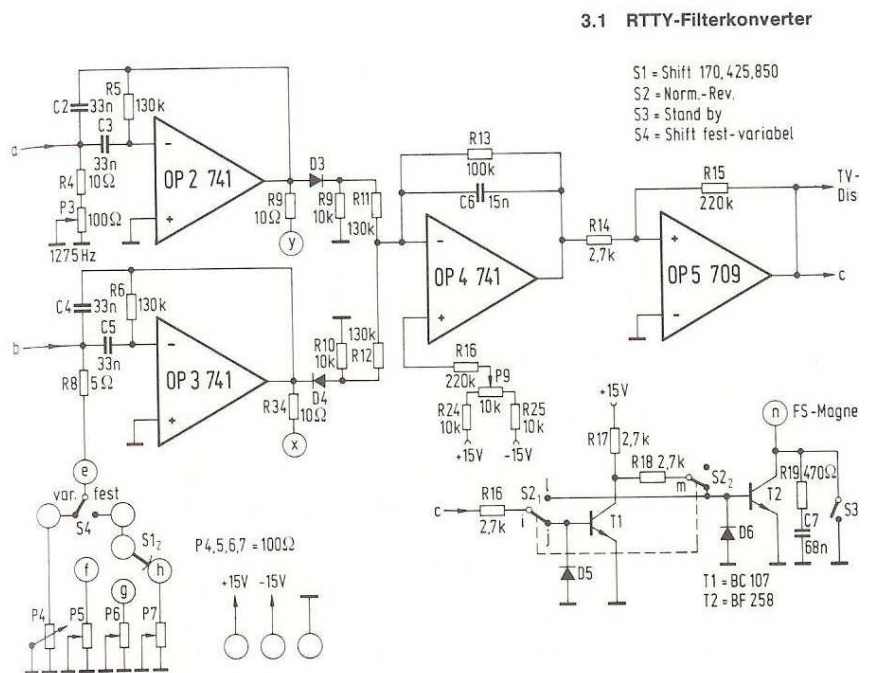 3.1 RTTY-Filterkonverter
S1 = Shift 170,425,850
S2 = Norm.-Rev.
S3 = Stand by
S4 = Shift fest-variabel
C2
33n
R5
130k
C3
33n
a
R4
10Ω
P3
100Ω
1275Hz
OP 2 741
D3
R9
10Ω
y
R9
10k
R11
130k
R13
100k
C6
15n
OP 4 741
R14
2,7k
R15
220k
OP5 709
TV-
Dis
c
C4
33n
R6
130k
C5
33n
b
R8
5Ω
OP 3 741
R10
10k
130k
R12
D4
R34
10Ω
x
R16
220k
P9
10k
R24
10k
R25
10k
+15V
-15V
+15V
R17
2,7k
n
FS-Magne
R18 2,7k
S2₂
m
R19
470Ω
C7
68n
S3
c
R16
2,7k
S2₁
l
i
j
T1
T2
D5
D6
T1 = BC 107
T2 = BF 258
e
var.
fest
S4
S1₂
f
g
h
P4
P5
P6
P7
P4,5,6,7 = 100Ω
+15V
-15V